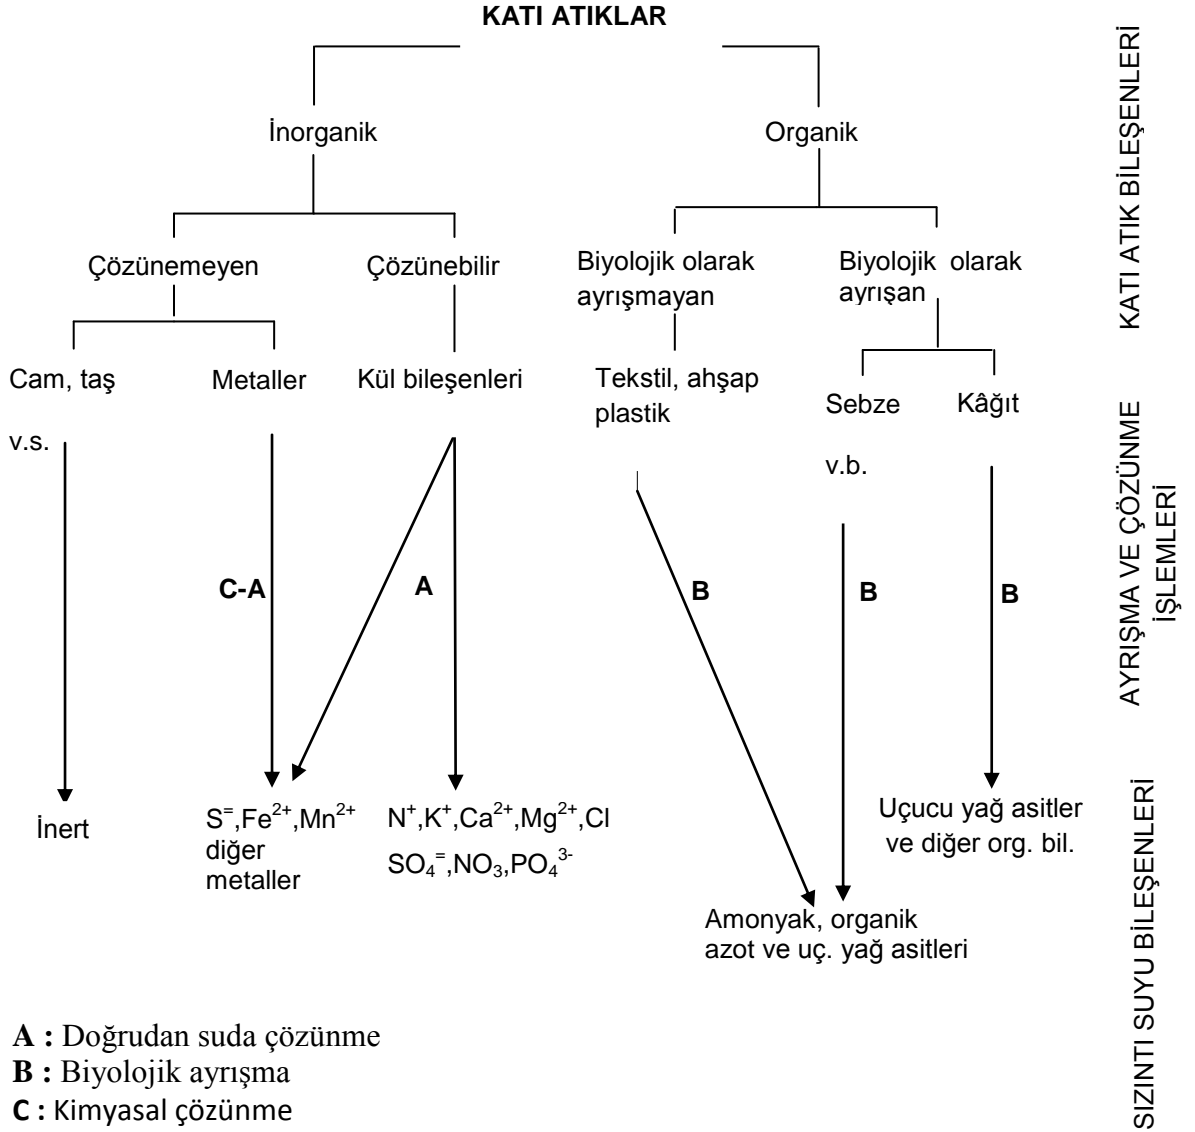 KATI ATIKLAR
İnorganik
Organik
Çözünemeyen
Çözünebilir
Biyolojik olarak
ayrışmayan
Biyolojik olarak
ayrışan
Cam, taş
v.s.
Metaller
Kül bileşenleri
Tekstil, ahşap
plastik
Sebze
v.b.
Kâğıt
C-A
A
B
B
B
İnert
S⁼,Fe²⁺,Mn²⁺
diğer
metaller
N⁺,K⁺,Ca²⁺,Mg²⁺,Cl
SO₄⁼,NO₃,PO₄³⁻
Amonyak, organik
azot ve uç. yağ asitleri
Uçucu yağ asitler
ve diğer org. bil.
KATI ATIK BİLEŞENLERİ
AYRIŞMA VE ÇÖZÜNME
İŞLEMLERİ
SIZINTI SUYU BİLEŞENLERİ
A : Doğrudan suda çözünme
B : Biyolojik ayrışma
C : Kimyasal çözünme